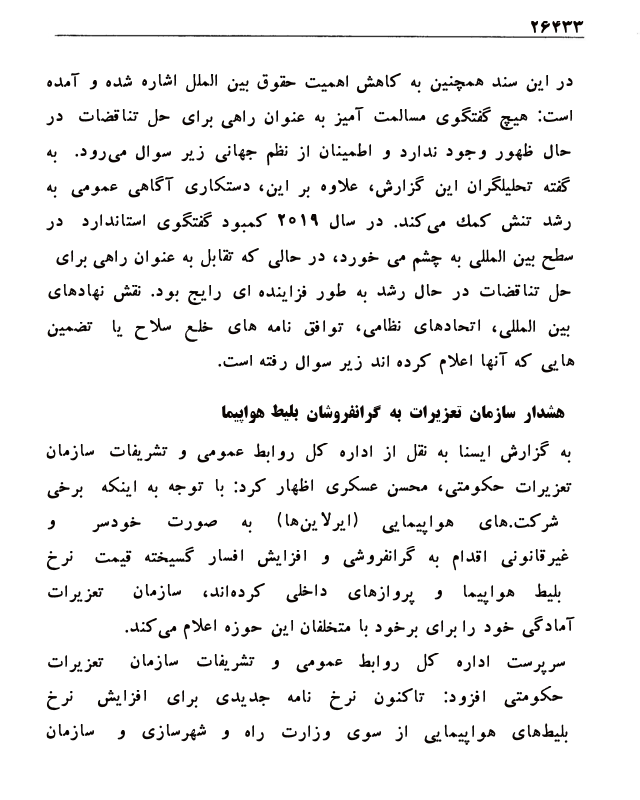 ۲۶۴۳۳
در این سند همچنین به کاهش اهمیت حقوق بین الملل اشاره شده و آمده
است: هیچ گفتگوی مسالمت آمیز به عنوان راهی برای حل تناقضات در
حال ظهور وجود ندارد و اطمینان از نظم جهانی زیر سوال می‌رود. به
گفته تحلیلگران این گزارش، علاوه بر این، دستکاری آگاهی عمومی به
رشد تنش کمك می‌کند. در سال ۲۰۱۹ کمبود گفتگوی استاندارد در
سطح بین المللی به چشم می خورد، در حالی که تقابل به عنوان راهی برای
حل تناقضات در حال رشد به طور فزاینده ای رایج بود. نقش نهادهای
بین المللی، اتحادهای نظامی، توافق نامه های خلع سلاح یا تضمین
هایی که آنها اعلام کرده اند زیر سوال رفته است.
هشدار سازمان تعزیرات به گرانفروشان بلیط هواپیما
به گزارش ایسنا به نقل از اداره کل روابط عمومی و تشریفات سازمان
تعزیرات حکومتی، محسن عسکری اظهار کرد: با توجه به اینکه برخی
شرکت.های هواپیمایی (ایرلاین‌ها) به صورت خودسر و
غیرقانونی اقدام به گرانفروشی و افزایش افسار گسیخته قیمت نرخ
بلیط هواپیما و پروازهای داخلی کرده‌اند، سازمان تعزیرات
آمادگی خود را برای برخود با متخلفان این حوزه اعلام می‌کند.
سرپرست اداره کل روابط عمومی و تشریفات سازمان تعزیرات
حکومتی افزود: تاکنون نرخ نامه جدیدی برای افزایش نرخ
بلیط‌های هواپیمایی از سوی وزارت راه و شهرسازی و سازمان